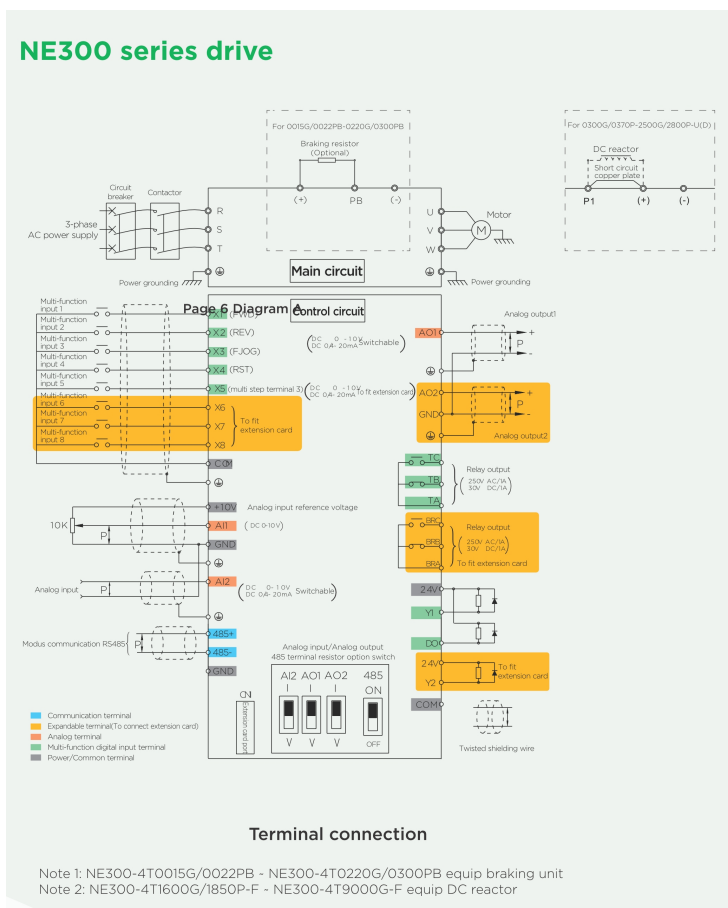 NE300 series drive
For 0015G/0022PB-0220G/0300PB
Braking resistor
(Optional)
(+)
PB
(-)
For 0300G/0370P-2500G/2800P-U(D)
DC reactor
Short circuit
copper plate
P1
(+)
(-)
Circuit
breaker
Contactor
3-phase
AC power supply
R
S
T
U
V
W
Motor
M
Power grounding
Main circuit
Power grounding
Page 6 Diagram A
Control circuit
Multi-function
input 1
X1 (FWD)
Multi-function
input 2
X2 (REV)
Multi-function
input 3
X3 (FJOG)
Multi-function
input 4
X4 (RST)
Multi-function
input 5
X5 (multi step terminal 3)
Multi-function
input 6
X6
Multi-function
input 7
X7
Multi-function
input 8
X8
To fit
extension card
COM
+10V Analog input reference voltage
10K
P
AI1 (DC 0-10V)
GND
Analog input
P
AI2
DC 0-10V
DC 0/4-20mA
Switchable
Modus communication RS485
P
485+
485-
GND
DC 0-10V
DC 0/4-20mA
Switchable
AO1
Analog output1
+
P
-
DC 0-10V
DC 0/4-20mA
To fit extension card
AO2
GND
+
P
-
Analog output2
TC
TB
TA
Relay output
250V AC/1A
30V DC/1A
BRC
BRB
BRA
Relay output
250V AC/1A
30V DC/1A
To fit extension card
24V
Y1
DO
24V
Y2
To fit
extension card
COM
Twisted shielding wire
Analog input/Analog output
485 terminal resistor option switch
AI2 AO1 AO2 485
I I I ON
V V V OFF
CN1
Extension card port
Communication terminal
Expandable terminal(To connect extension card)
Analog terminal
Multi-function digital input terminal
Power/Common terminal
Terminal connection
Note 1: NE300-4T0015G/0022PB - NE300-4T0220G/0300PB equip braking unit
Note 2: NE300-4T1600G/1850P-F - NE300-4T9000G-F equip DC reactor